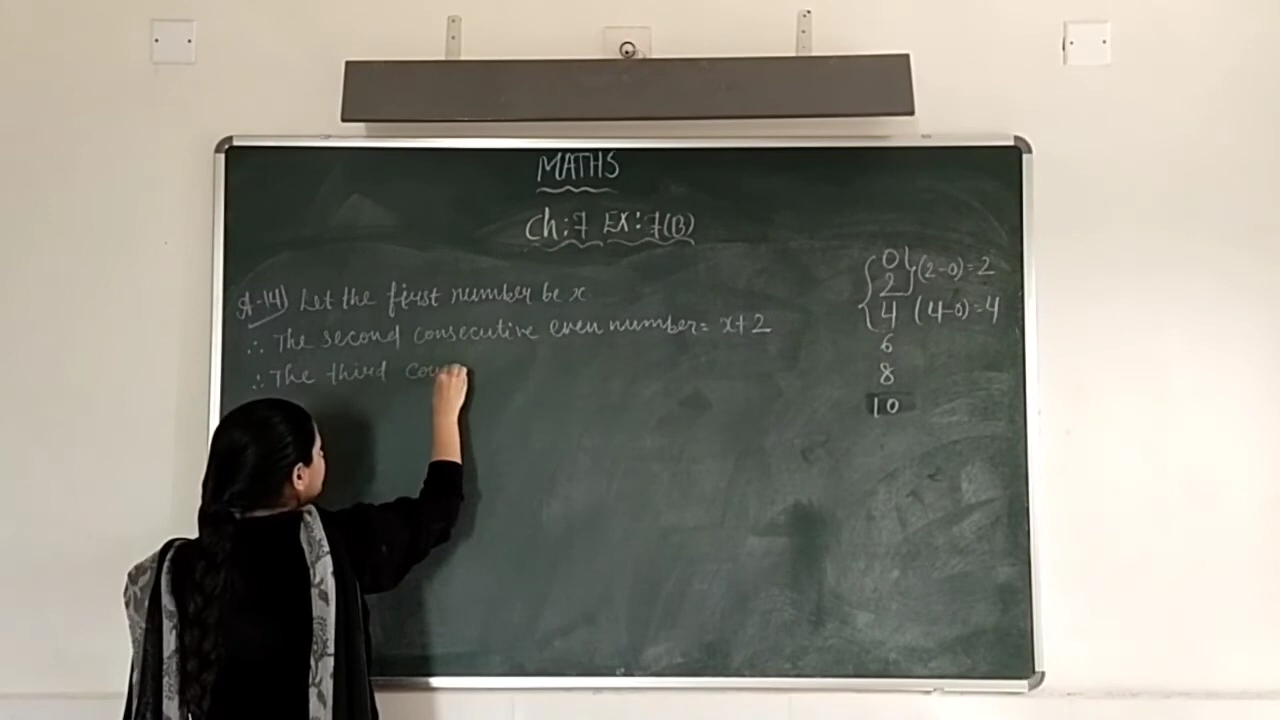 MATHS
Ch:7 EX:7(B)
A-14) Let the first number be x
∴ The second consecutive even number = x+2
∴ The third con
0
2 (2-0)=2
4 (4-0)=4
6
8
10